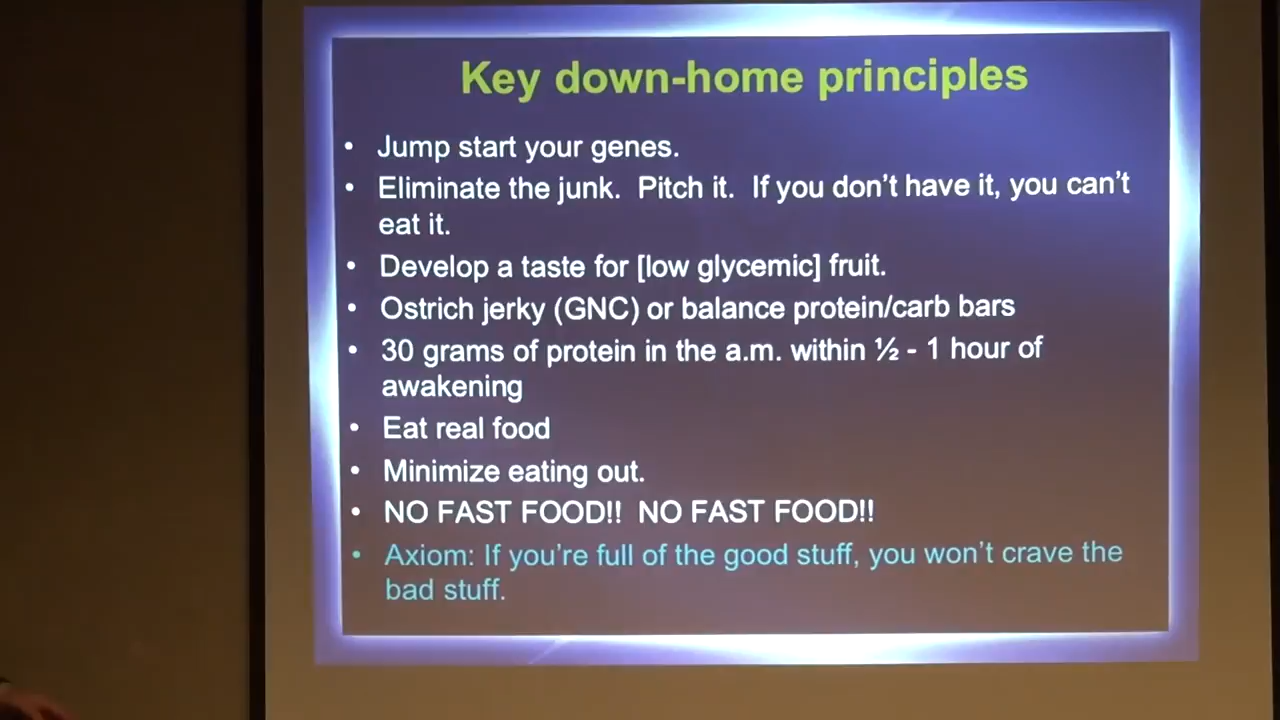 Key down-home principles
• Jump start your genes.
• Eliminate the junk.  Pitch it.  If you don't have it, you can't
eat it.
• Develop a taste for [low glycemic] fruit.
• Ostrich jerky (GNC) or balance protein/carb bars
• 30 grams of protein in the a.m. within ½ - 1 hour of
awakening
• Eat real food
• Minimize eating out.
• NO FAST FOOD!!  NO FAST FOOD!!
• Axiom: If you're full of the good stuff, you won't crave the
bad stuff.